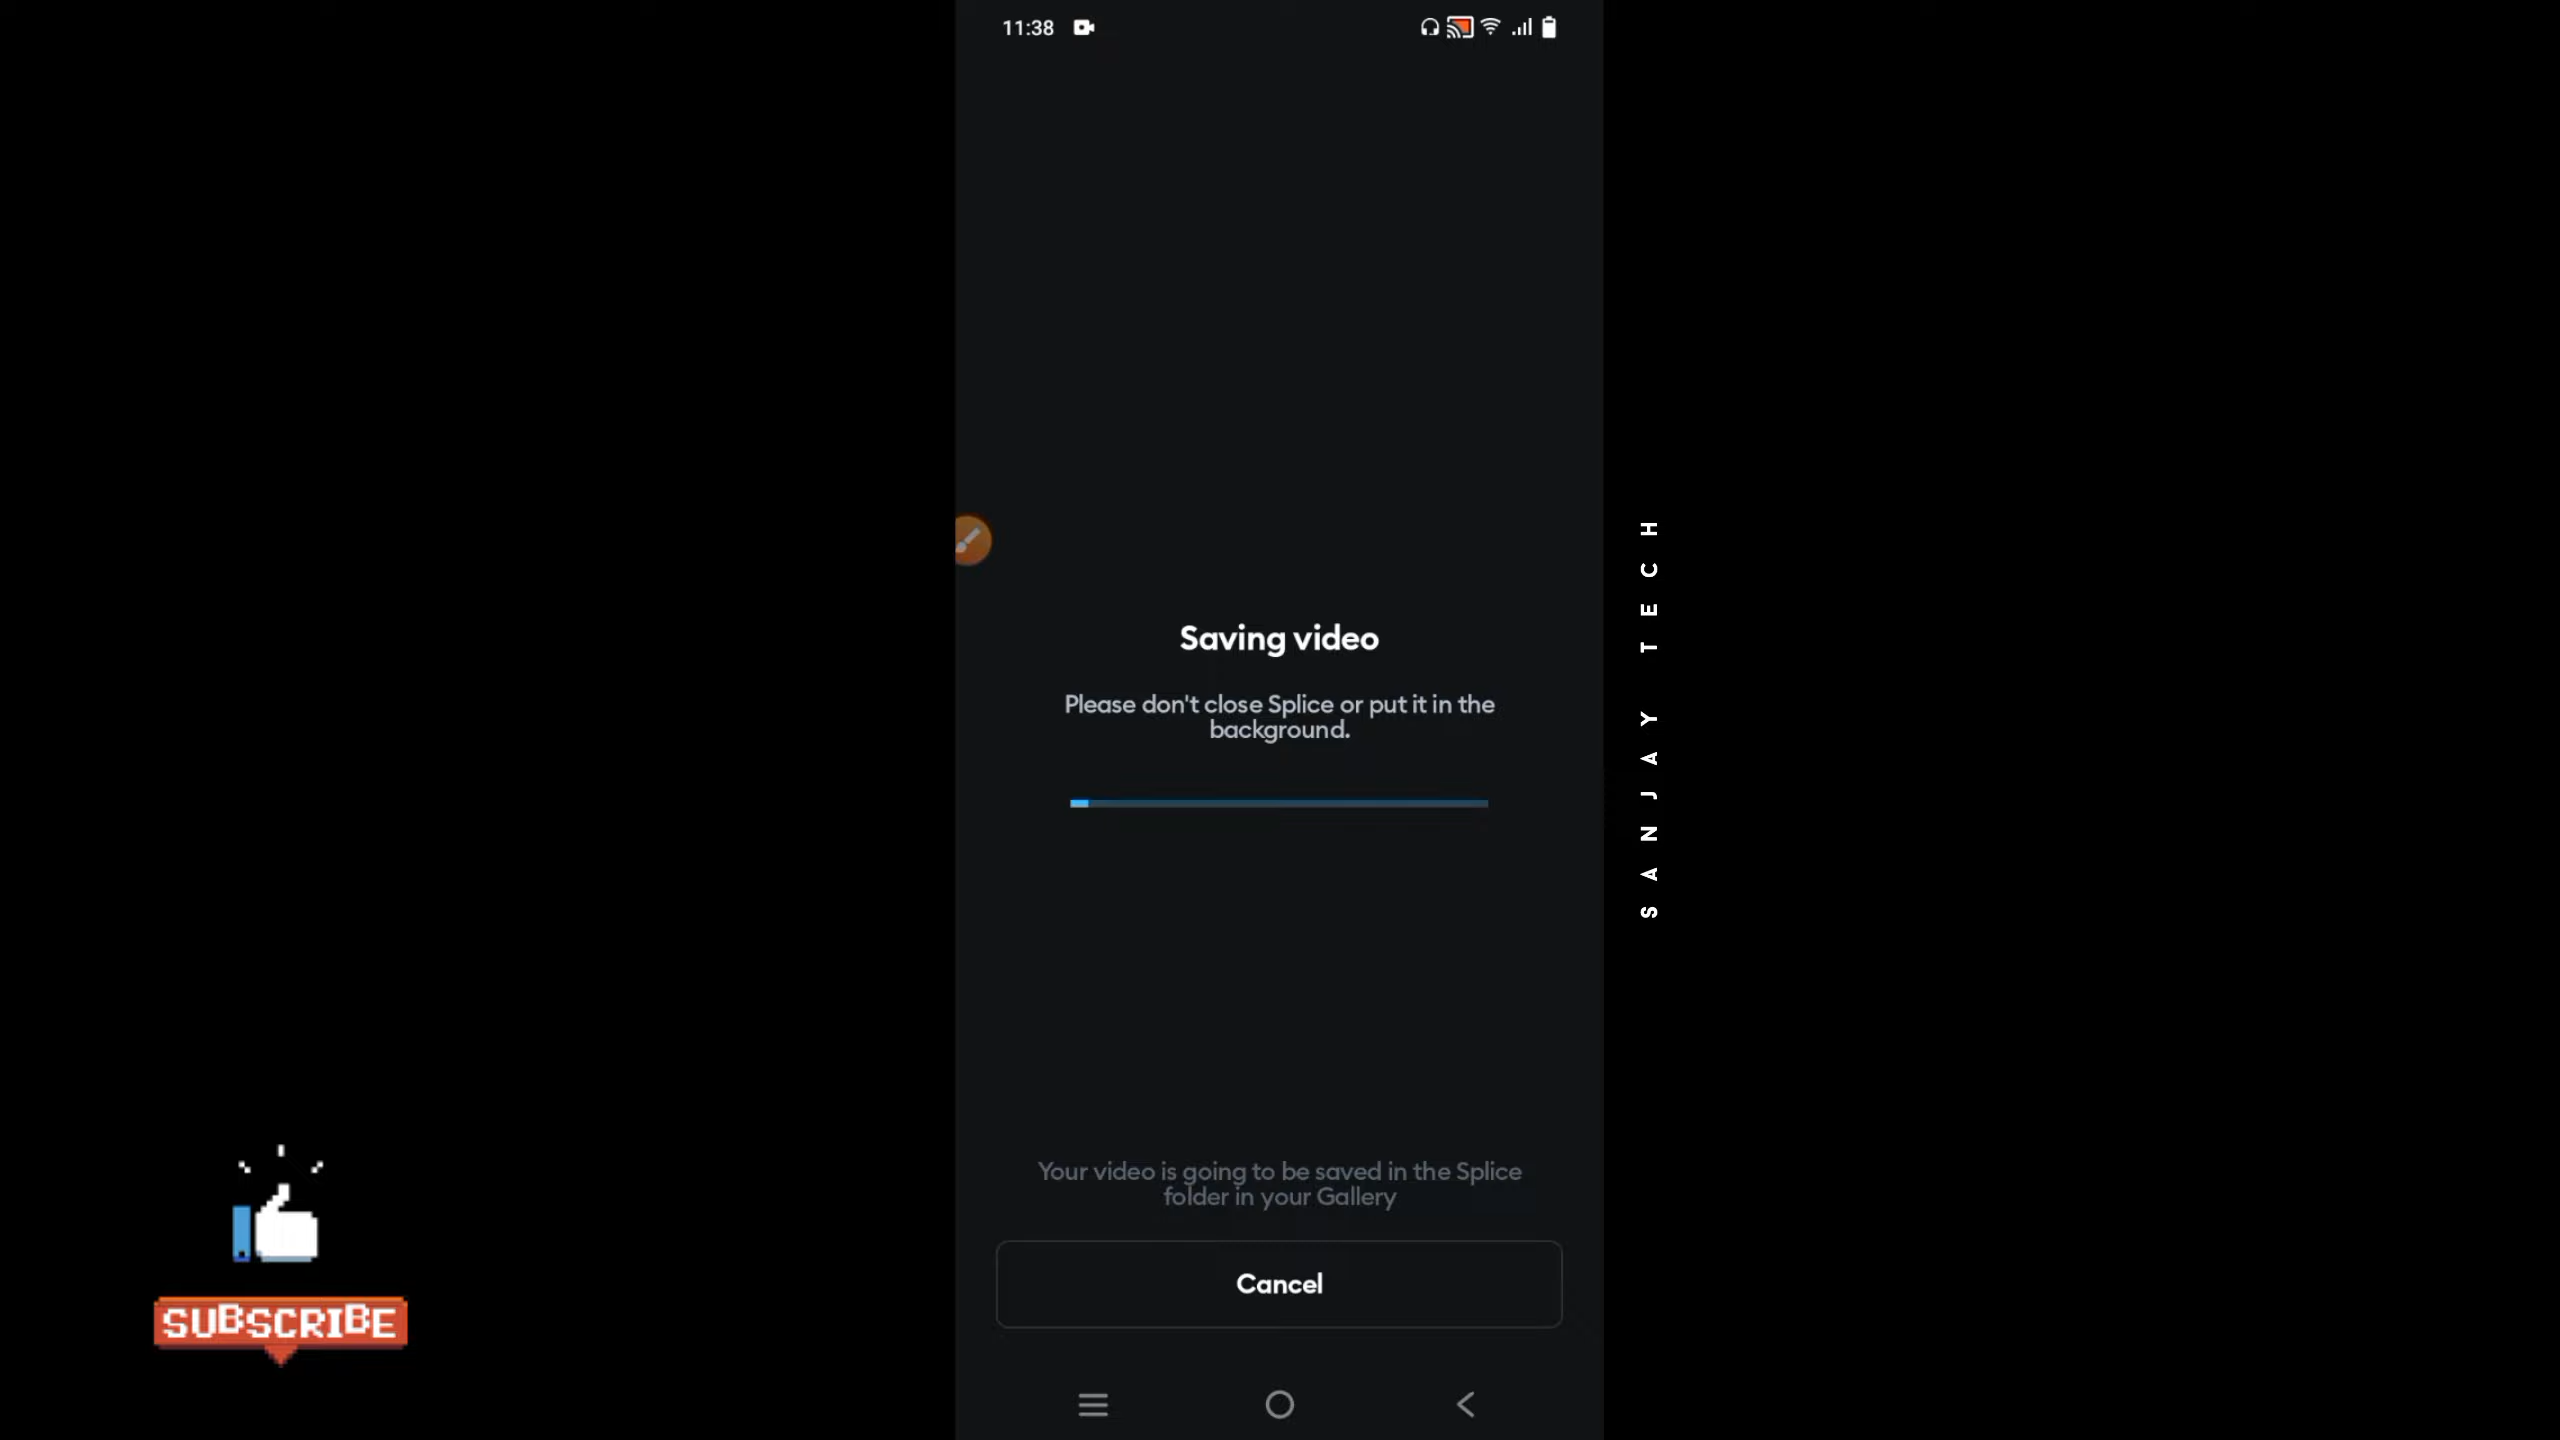 11:38
Saving video
Please don't close Splice or put it in the
background.
SANJAY TECH
Your video is going to be saved in the Splice
folder in your Gallery
Cancel
SUBSCRIBE